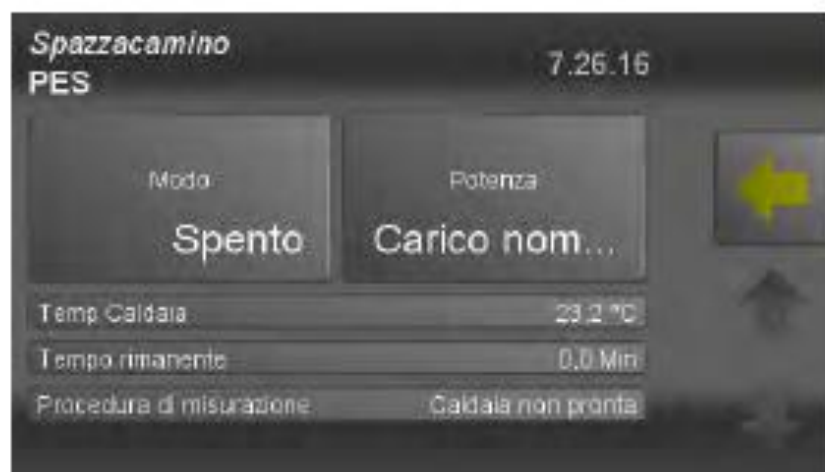 Spazzacamino
PES
7.26.16
Modo
Spento
Potenza
Carico nom...
Temp Caldaia 23.2 °C
Tempo rimanente 0.0 Min
Procedura di misurazione Caldaia non pronta